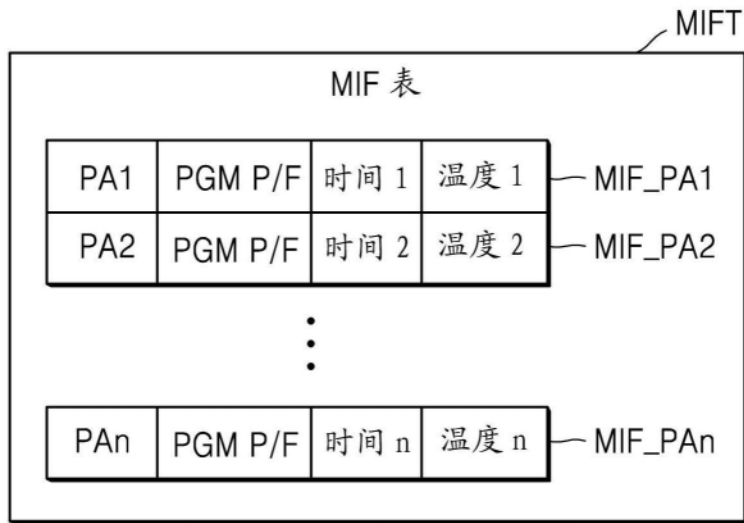 MIFT
MIF 表
PA1 PGM P/F 时间 1 温度 1 MIF_PA1
PA2 PGM P/F 时间 2 温度 2 MIF_PA2
PAn PGM P/F 时间 n 温度 n MIF_PAn